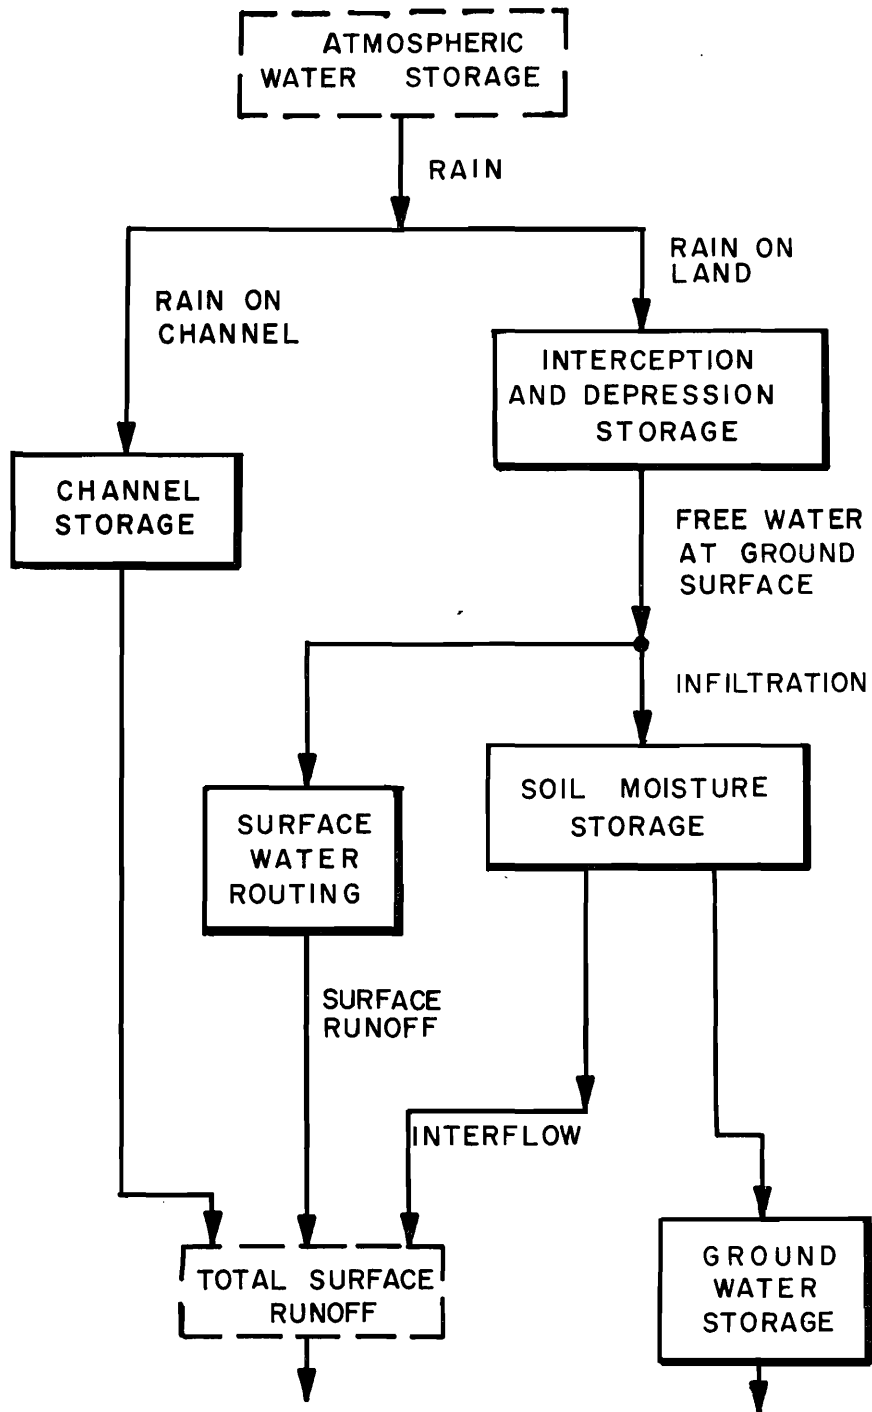 ATMOSPHERIC
WATER STORAGE
RAIN
RAIN ON
LAND
RAIN ON
CHANNEL
INTERCEPTION
AND DEPRESSION
STORAGE
CHANNEL
STORAGE
FREE WATER
AT GROUND
SURFACE
INFILTRATION
SOIL MOISTURE
STORAGE
SURFACE
WATER
ROUTING
SURFACE
RUNOFF
INTERFLOW
GROUND
WATER
STORAGE
TOTAL SURFACE
RUNOFF